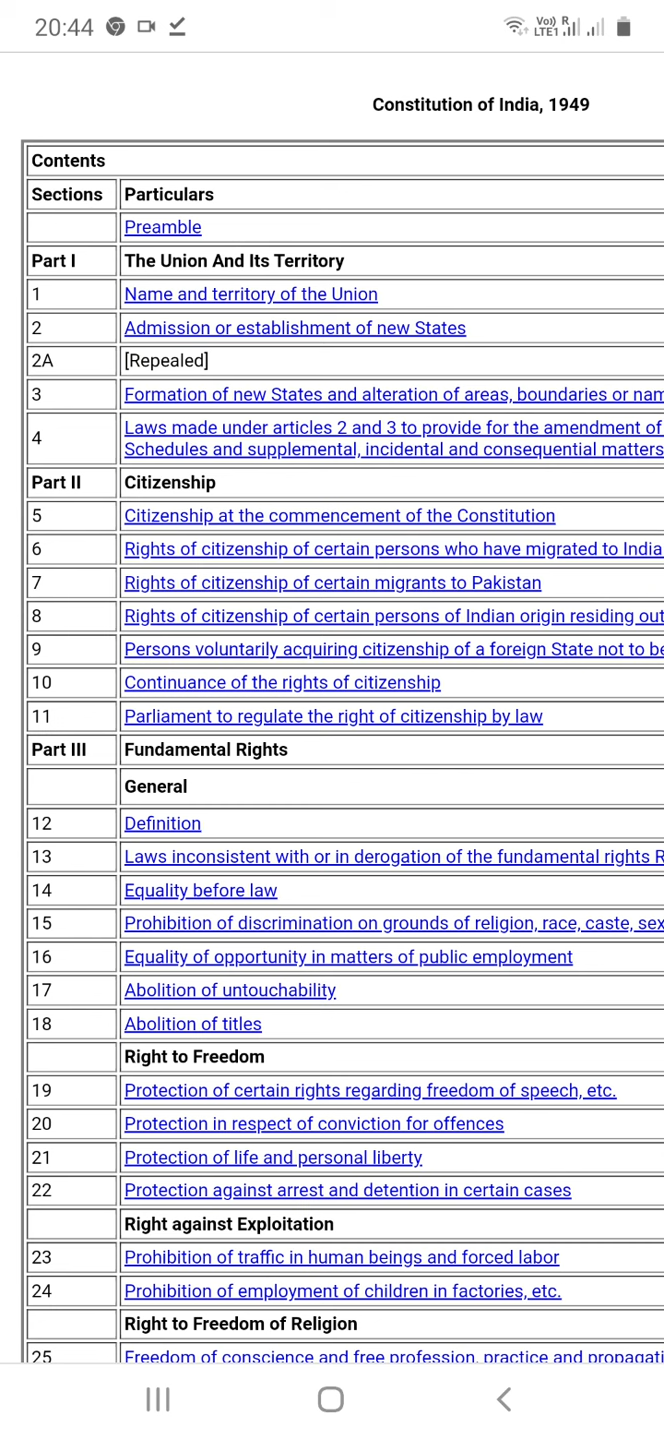 20:44 Vo) R LTE1
Constitution of India, 1949
Contents
Sections Particulars
Preamble
Part I The Union And Its Territory
1 Name and territory of the Union
2 Admission or establishment of new States
2A [Repealed]
3 Formation of new States and alteration of areas, boundaries or nam
4 Laws made under articles 2 and 3 to provide for the amendment of
Schedules and supplemental, incidental and consequential matters
Part II Citizenship
5 Citizenship at the commencement of the Constitution
6 Rights of citizenship of certain persons who have migrated to India
7 Rights of citizenship of certain migrants to Pakistan
8 Rights of citizenship of certain persons of Indian origin residing out
9 Persons voluntarily acquiring citizenship of a foreign State not to be
10 Continuance of the rights of citizenship
11 Parliament to regulate the right of citizenship by law
Part III Fundamental Rights
General
12 Definition
13 Laws inconsistent with or in derogation of the fundamental rights R
14 Equality before law
15 Prohibition of discrimination on grounds of religion, race, caste, sex
16 Equality of opportunity in matters of public employment
17 Abolition of untouchability
18 Abolition of titles
Right to Freedom
19 Protection of certain rights regarding freedom of speech, etc.
20 Protection in respect of conviction for offences
21 Protection of life and personal liberty
22 Protection against arrest and detention in certain cases
Right against Exploitation
23 Prohibition of traffic in human beings and forced labor
24 Prohibition of employment of children in factories, etc.
Right to Freedom of Religion
25 Freedom of conscience and free profession, practice and propagati